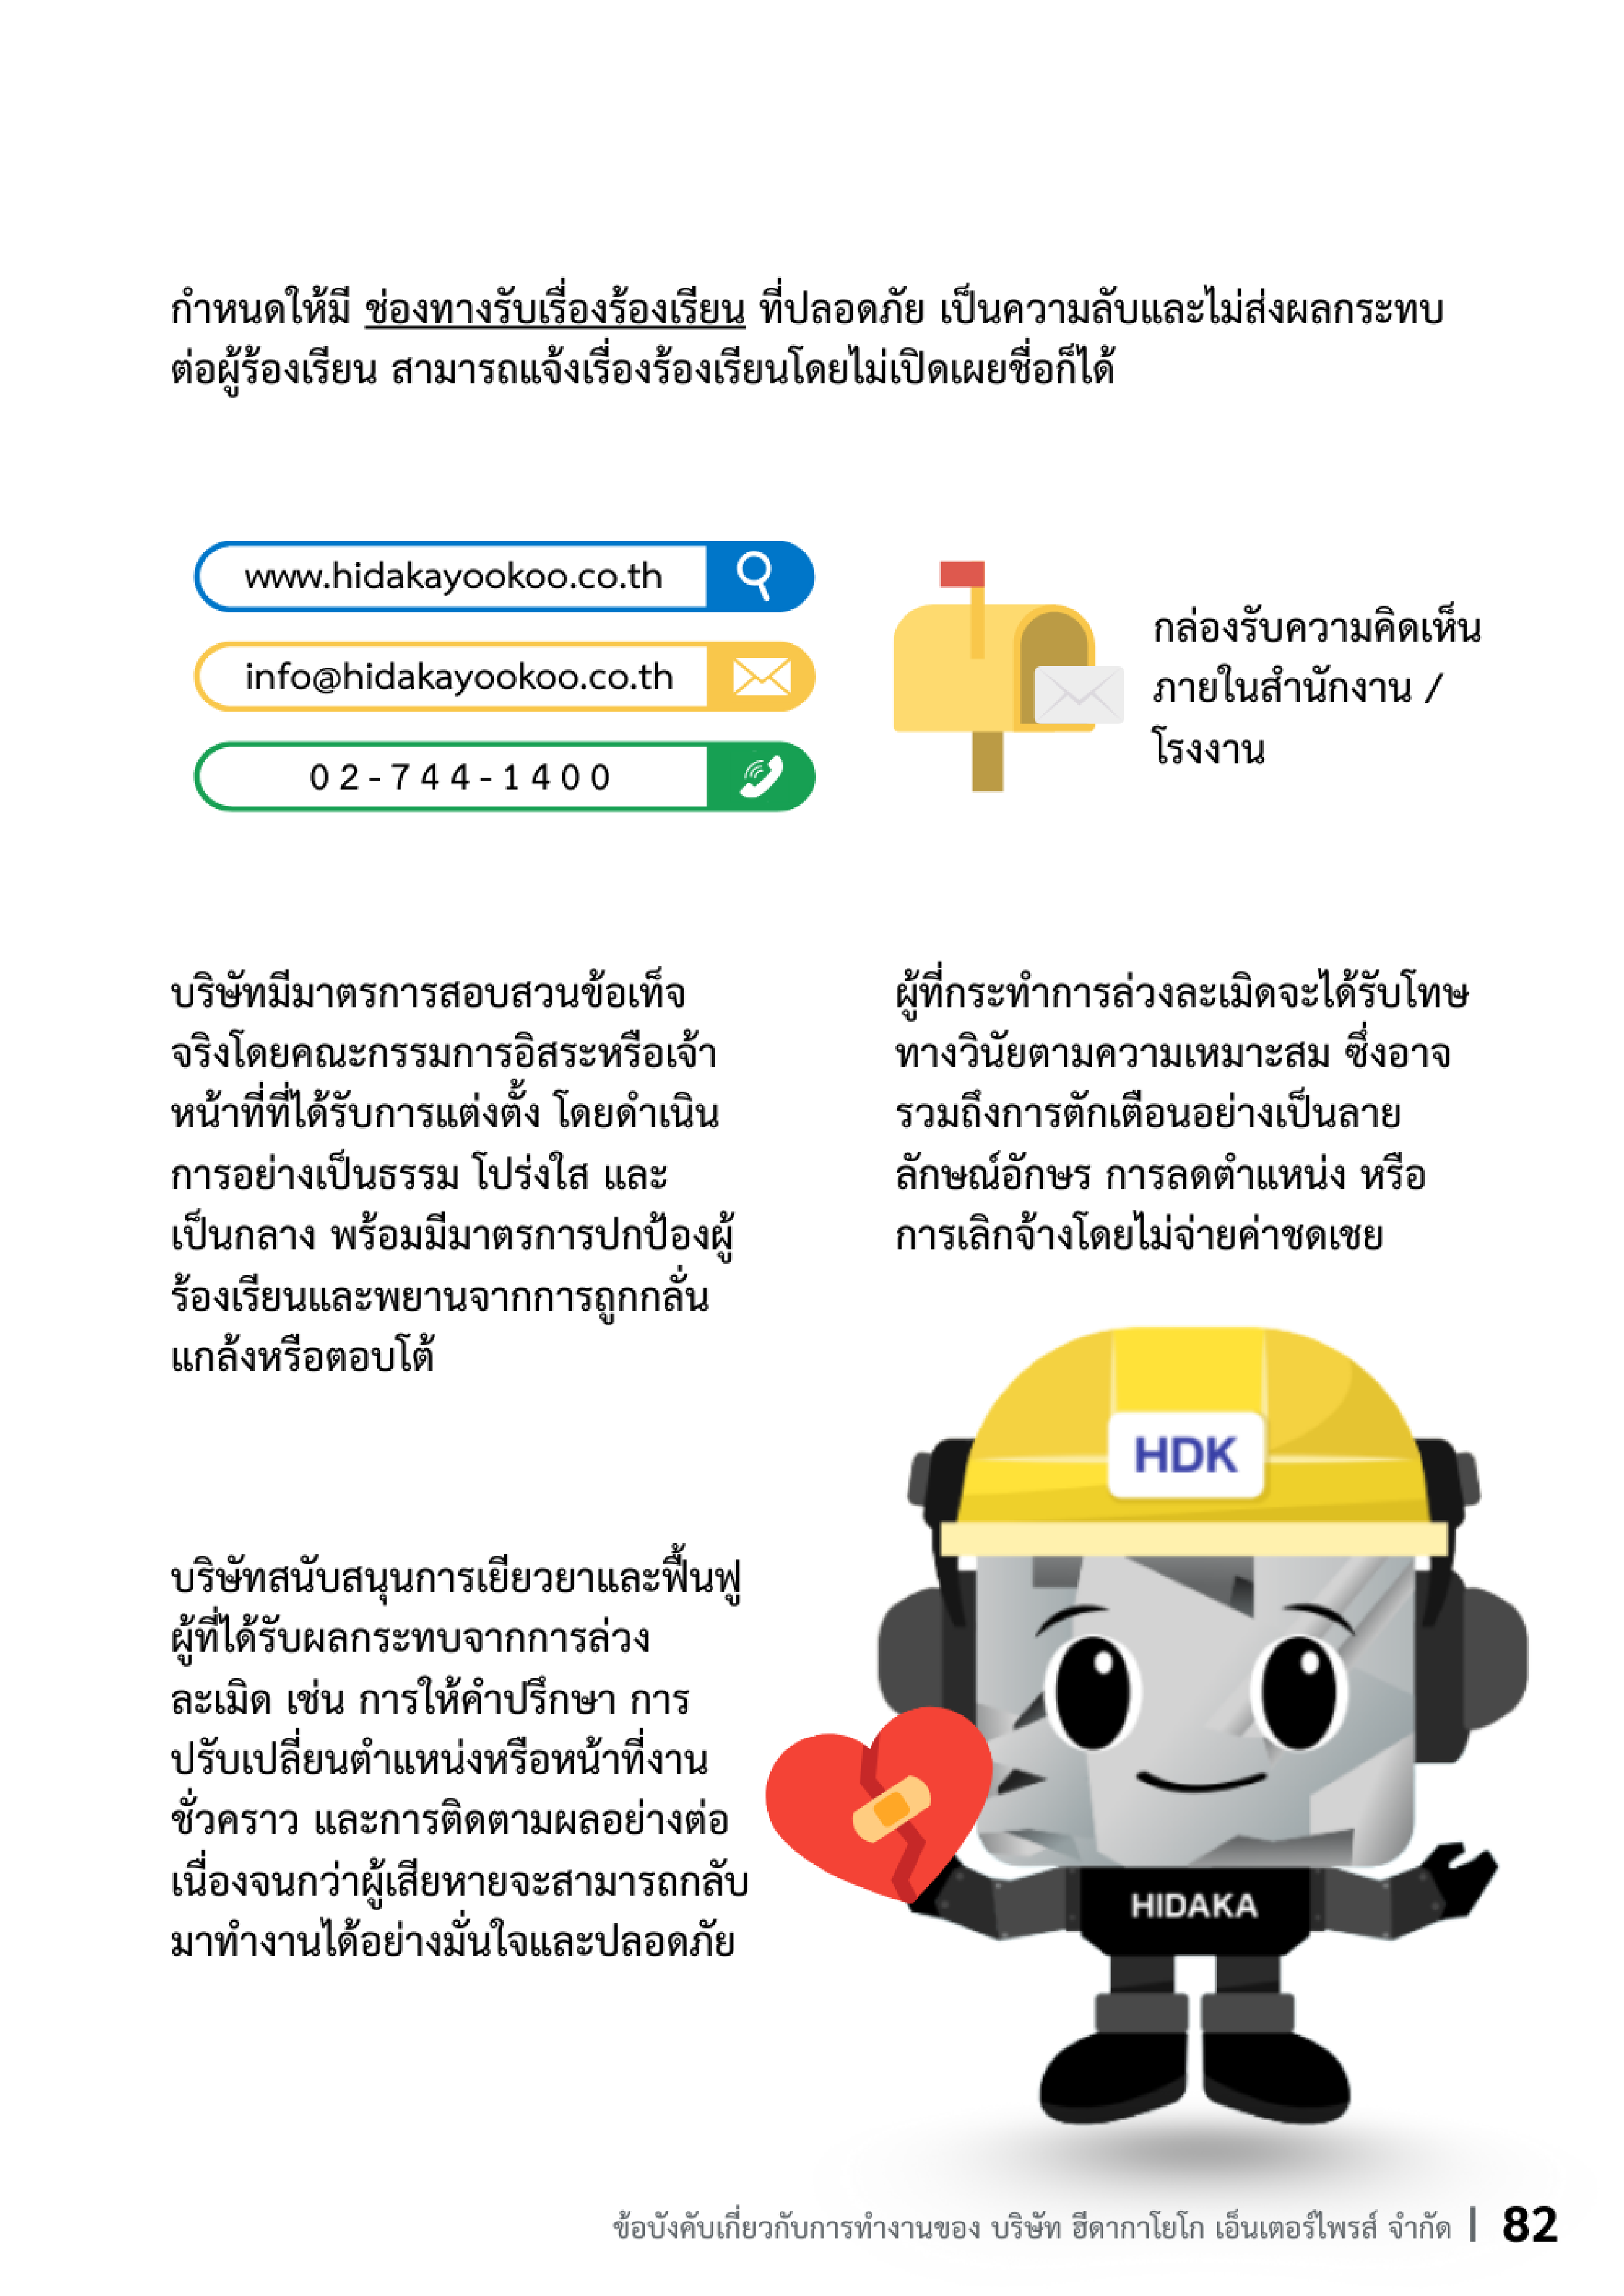 กำหนดให้มี ช่องทางรับเรื่องร้องเรียน ที่ปลอดภัย เป็นความลับและไม่ส่งผลกระทบ
ต่อผู้ร้องเรียน สามารถแจ้งเรื่องร้องเรียนโดยไม่เปิดเผยชื่อก็ได้
www.hidakayookoo.co.th
info@hidakayookoo.co.th
02-744-1400
กล่องรับความคิดเห็น
ภายในสำนักงาน /
โรงงาน
บริษัทมีมาตรการสอบสวนข้อเท็จ
จริงโดยคณะกรรมการอิสระหรือเจ้า
หน้าที่ที่ได้รับการแต่งตั้ง โดยดำเนิน
การอย่างเป็นธรรม โปร่งใส และ
เป็นกลาง พร้อมมีมาตรการปกป้องผู้
ร้องเรียนและพยานจากการถูกกลั่น
แกล้งหรือตอบโต้
ผู้ที่กระทำการล่วงละเมิดจะได้รับโทษ
ทางวินัยตามความเหมาะสม ซึ่งอาจ
รวมถึงการตักเตือนอย่างเป็นลาย
ลักษณ์อักษร การลดตำแหน่ง หรือ
การเลิกจ้างโดยไม่จ่ายค่าชดเชย
บริษัทสนับสนุนการเยียวยาและฟื้นฟู
ผู้ที่ได้รับผลกระทบจากการล่วง
ละเมิด เช่น การให้คำปรึกษา การ
ปรับเปลี่ยนตำแหน่งหรือหน้าที่งาน
ชั่วคราว และการติดตามผลอย่างต่อ
เนื่องจนกว่าผู้เสียหายจะสามารถกลับ
มาทำงานได้อย่างมั่นใจและปลอดภัย
HDK
HIDAKA
ข้อบังคับเกี่ยวกับการทำงานของ บริษัท ฮีดากาโยโก เอ็นเตอร์ไพรส์ จำกัด | 82